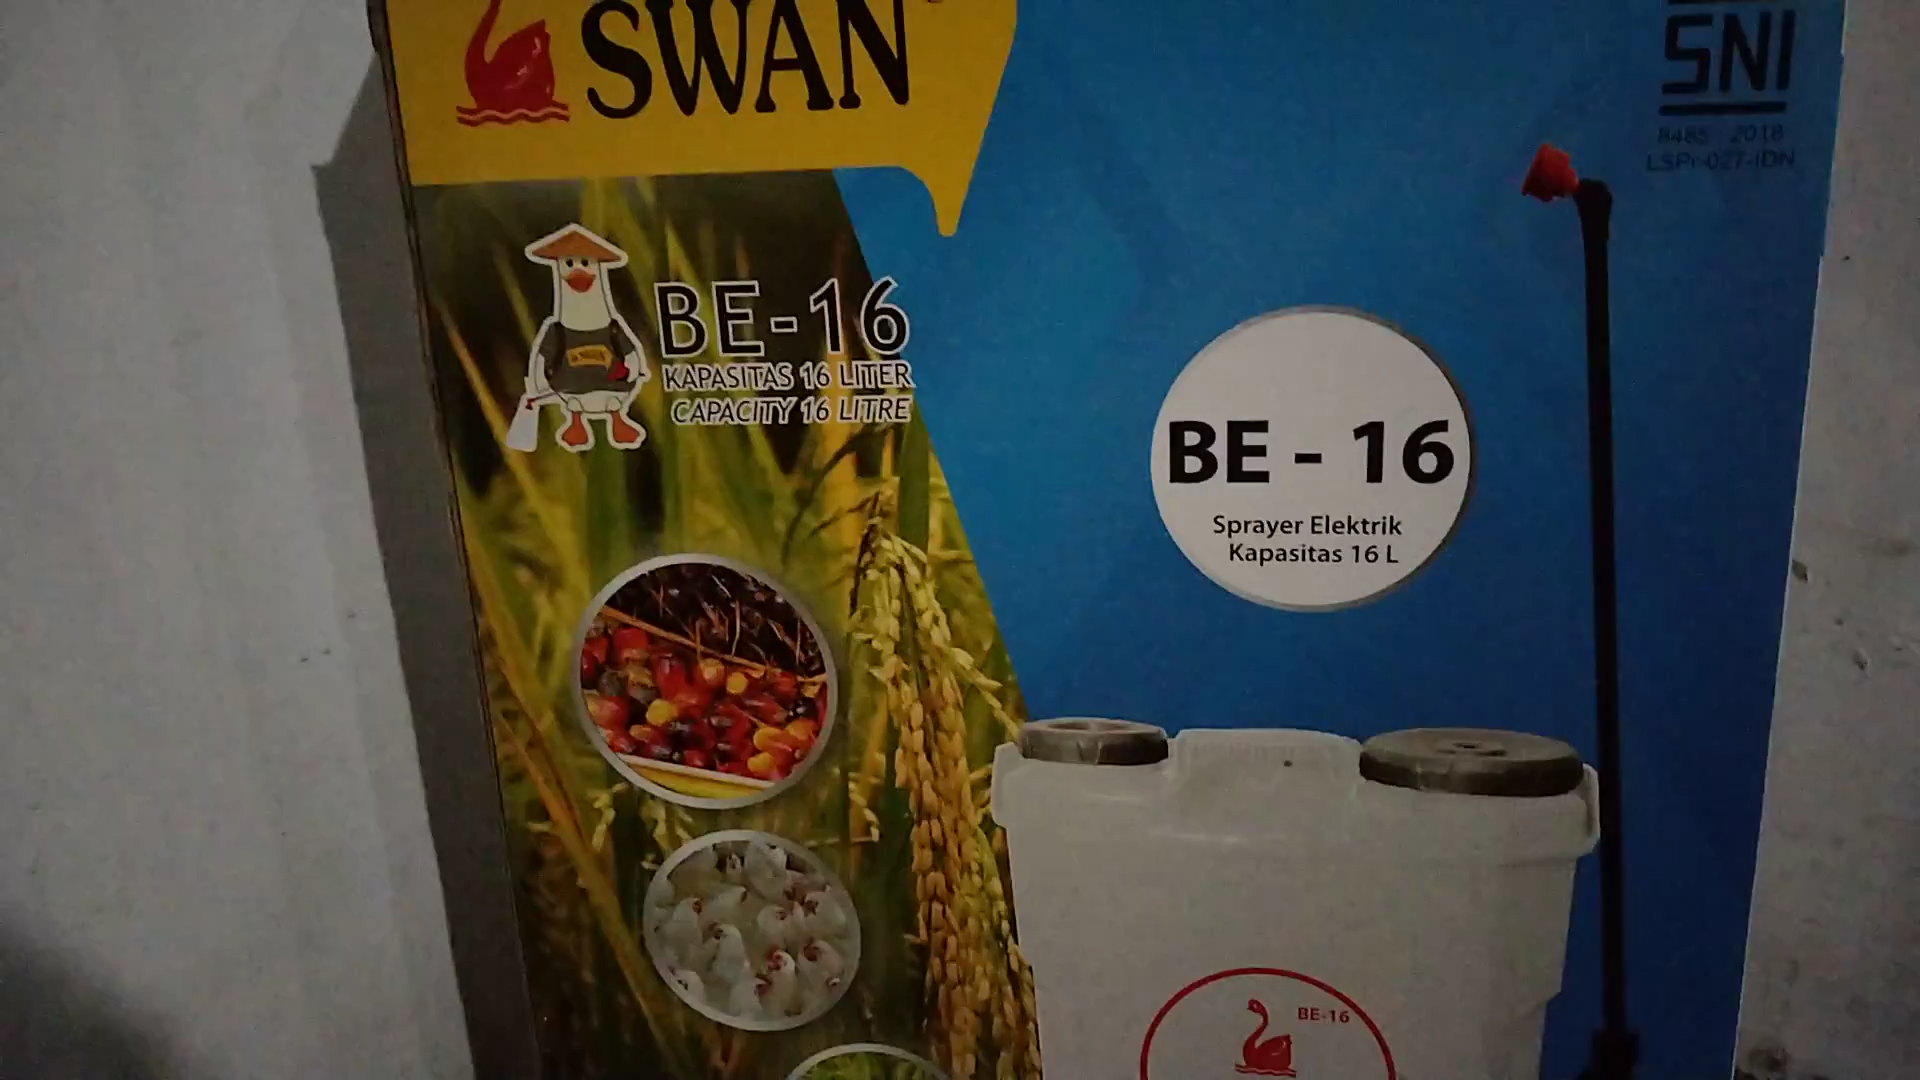 SWAN
SNI
8485 2018
LSPr-027-IDN
BE-16
KAPASITAS 16 LITER
CAPACITY 16 LITRE
BE - 16
Sprayer Elektrik
Kapasitas 16 L
BE-16